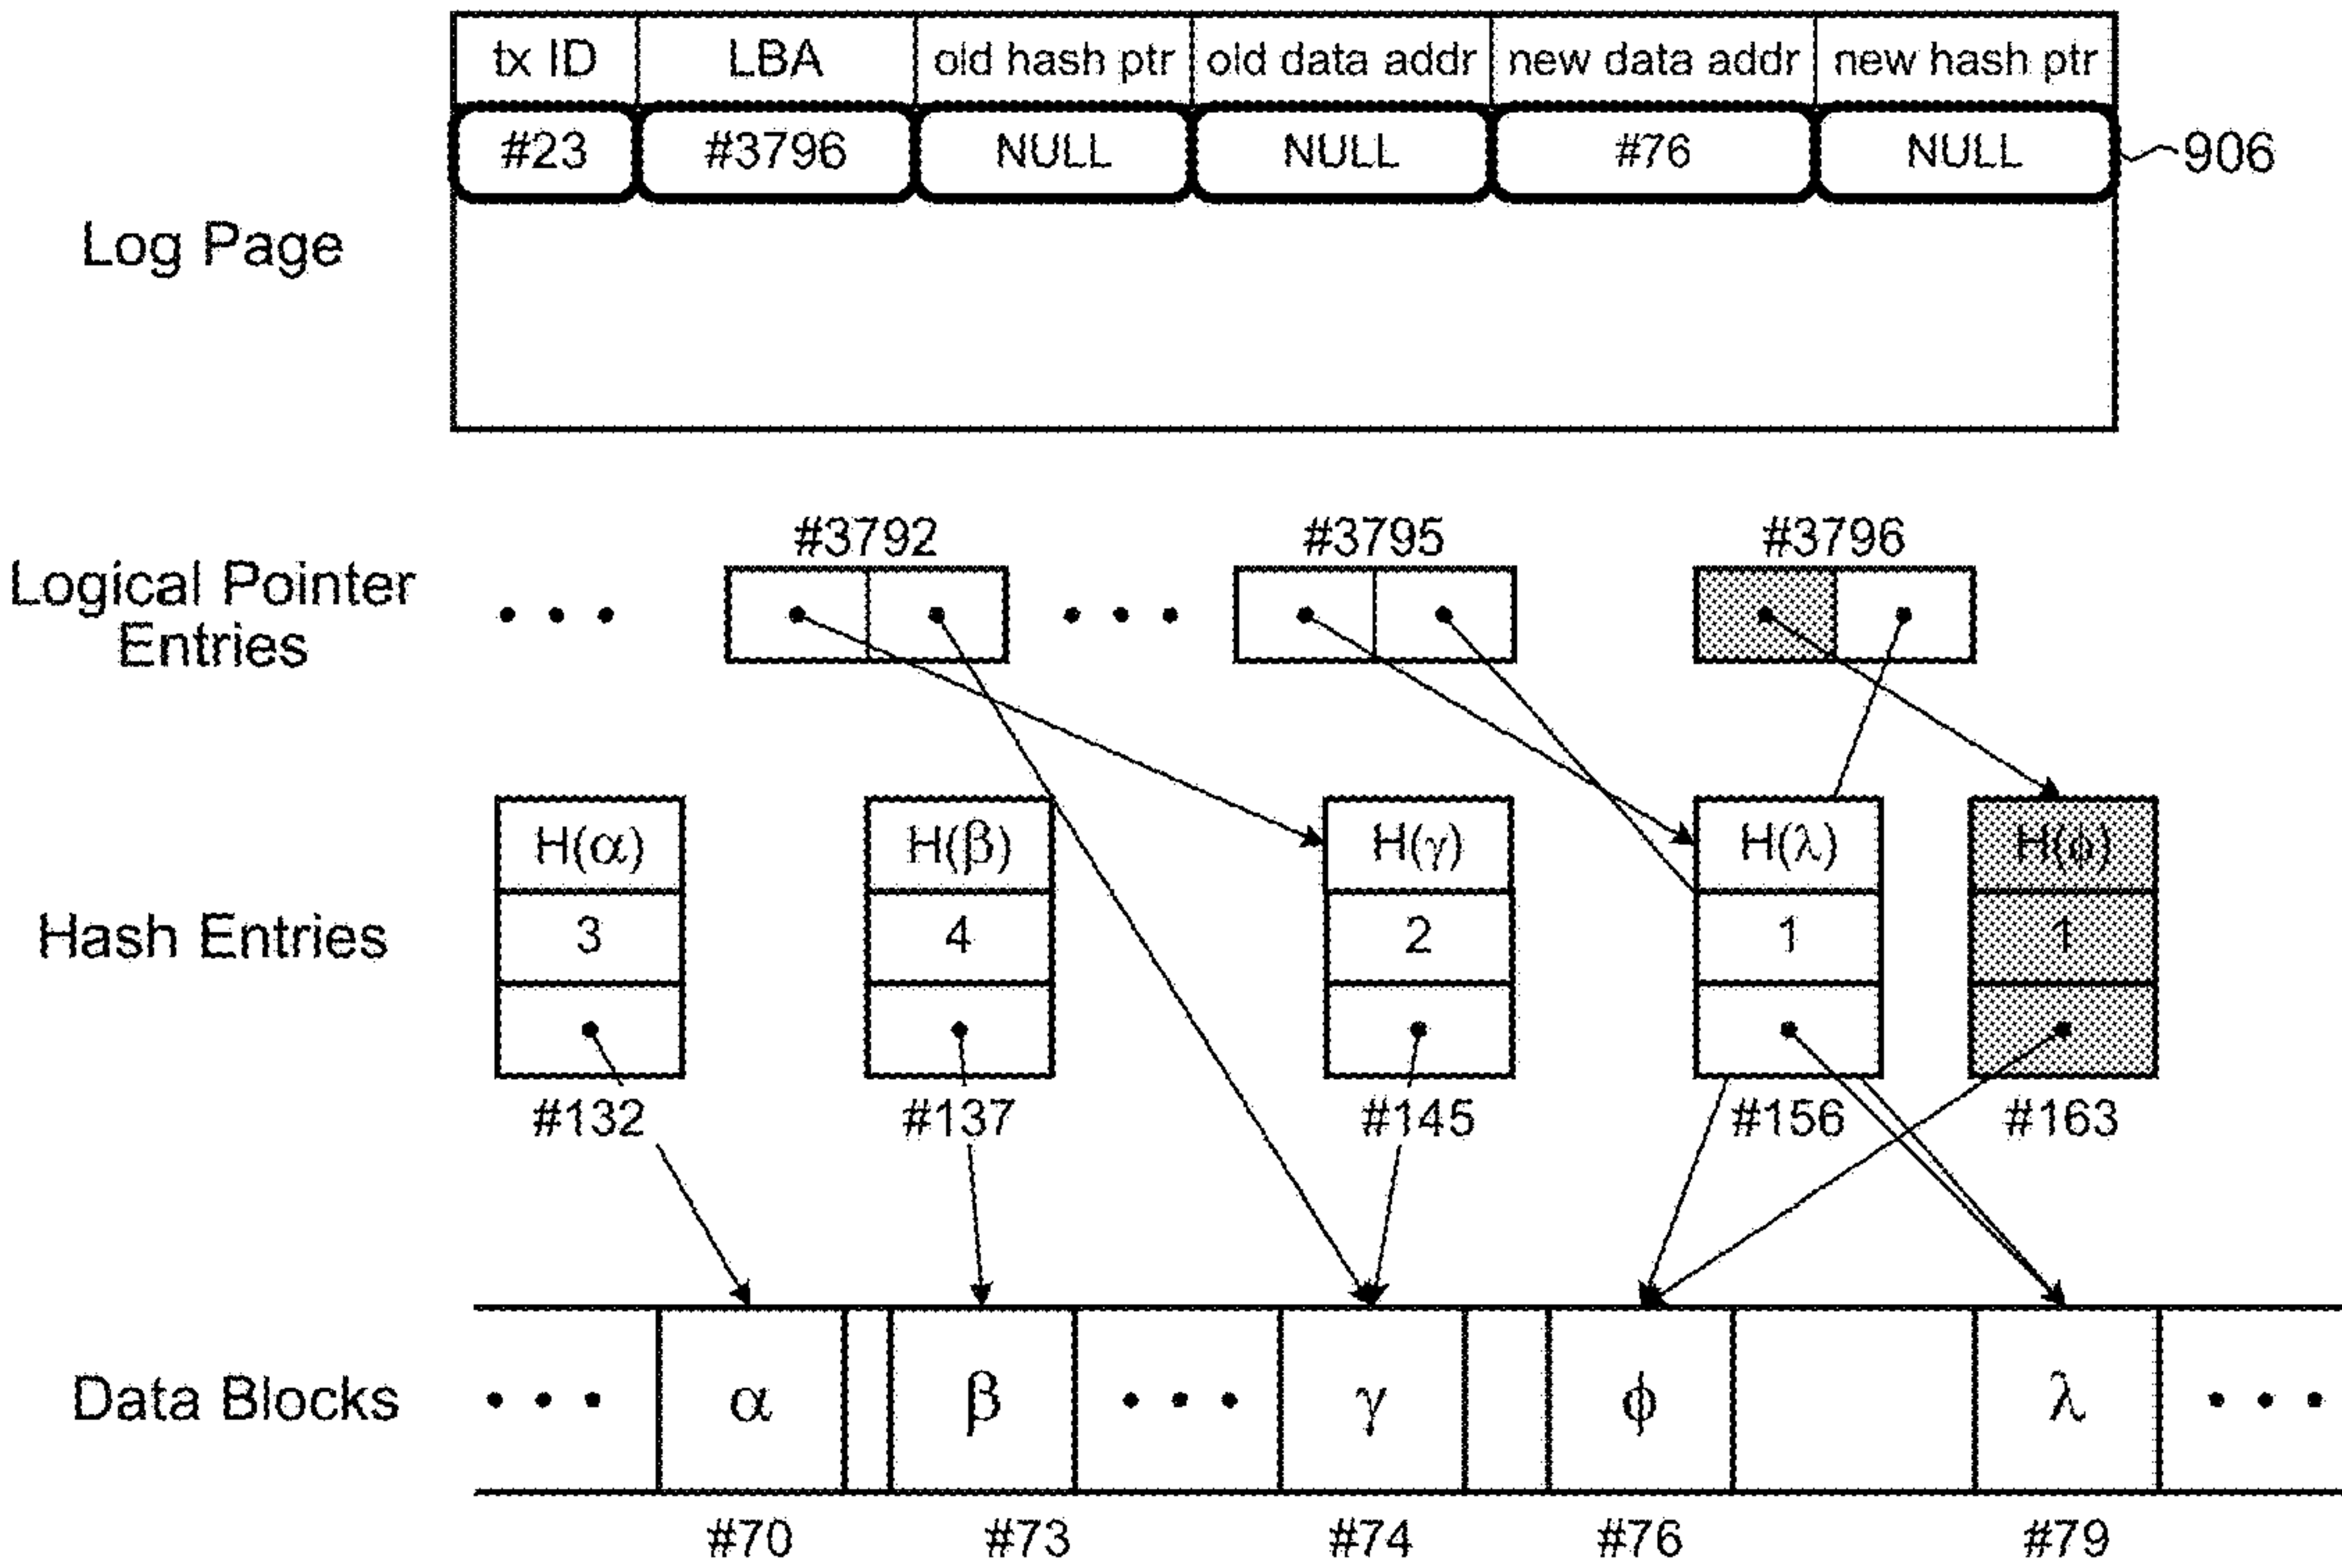 tx ID LBA old hash ptr old data addr new data addr new hash ptr
#23 #3796 NULL NULL #76 NULL 906
Log Page
#3792 #3795 #3796
Logical Pointer
Entries
H(α) H(β) H(γ) H(λ) H(ϕ)
Hash Entries 3 4 2 1 1
#132 #137 #145 #156 #163
Data Blocks α β γ ϕ λ
#70 #73 #74 #76 #79